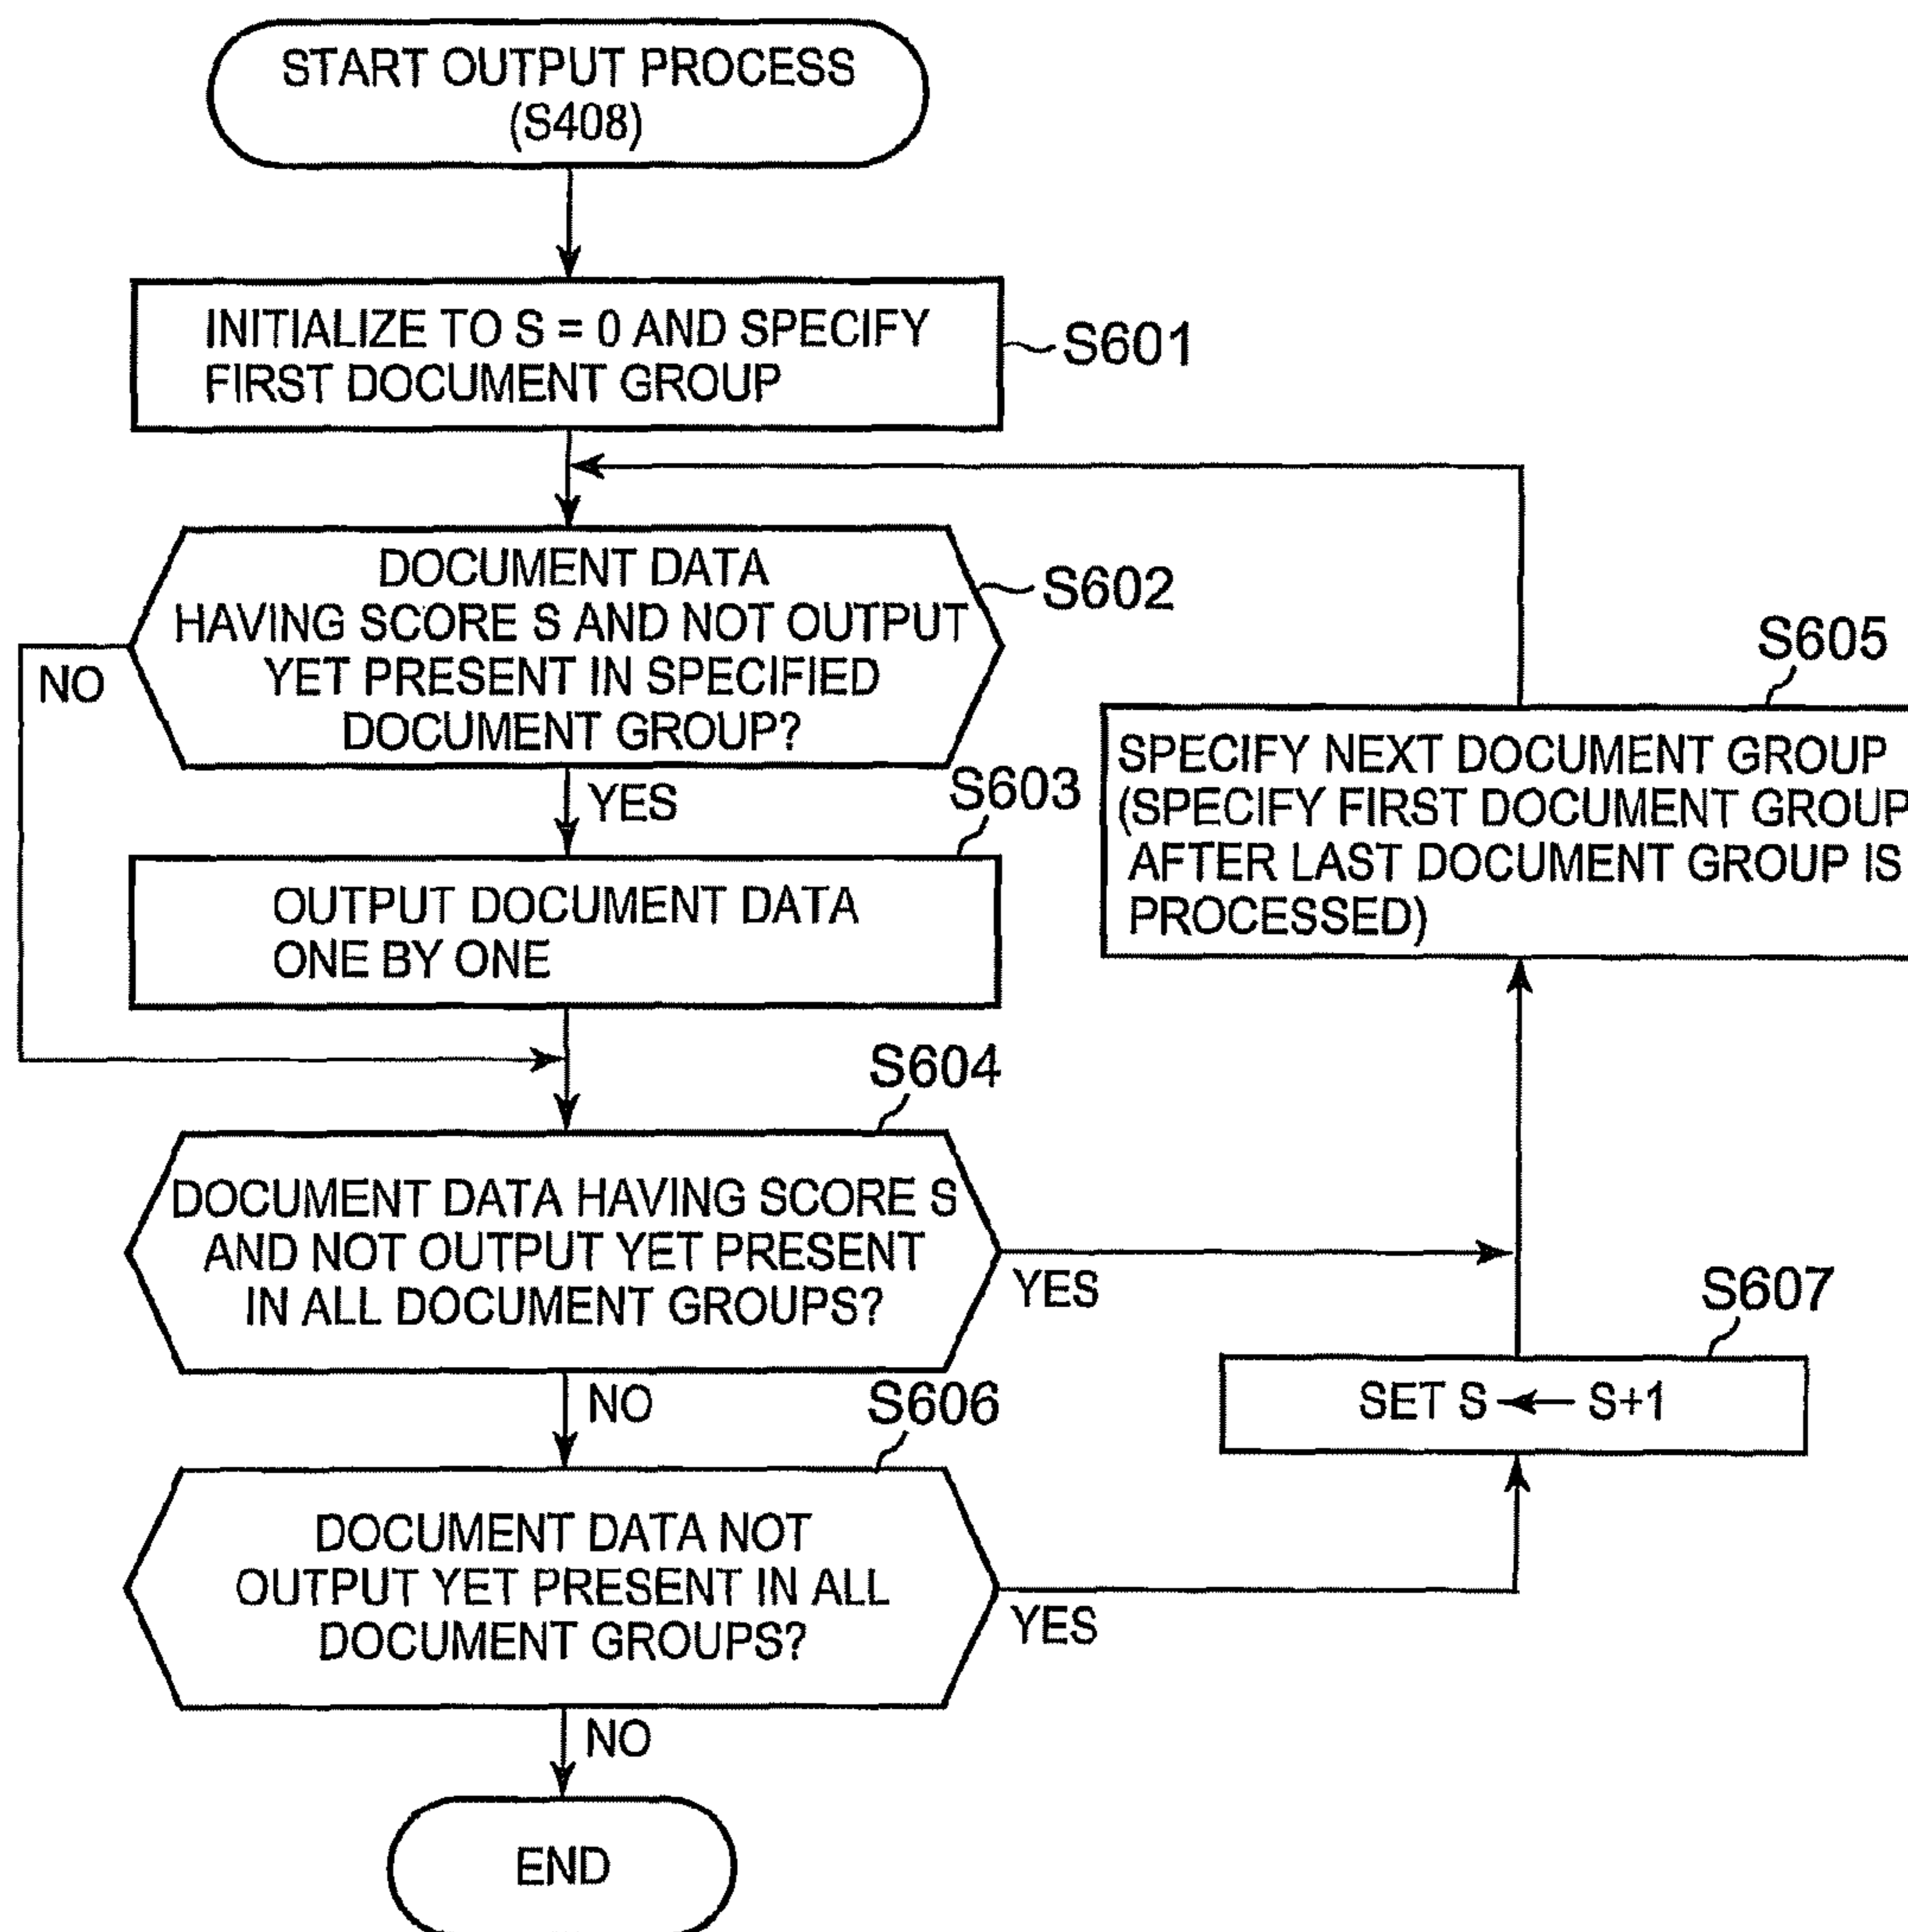 START OUTPUT PROCESS
(S408)
INITIALIZE TO S = 0 AND SPECIFY
FIRST DOCUMENT GROUP
S601
DOCUMENT DATA
HAVING SCORE S AND NOT OUTPUT
YET PRESENT IN SPECIFIED
DOCUMENT GROUP?
S602
NO
YES
S603
OUTPUT DOCUMENT DATA
ONE BY ONE
S605
SPECIFY NEXT DOCUMENT GROUP
(SPECIFY FIRST DOCUMENT GROUP
AFTER LAST DOCUMENT GROUP IS
PROCESSED)
S604
DOCUMENT DATA HAVING SCORE S
AND NOT OUTPUT YET PRESENT
IN ALL DOCUMENT GROUPS?
YES
NO
S607
SET S ← S+1
S606
DOCUMENT DATA NOT
OUTPUT YET PRESENT IN ALL
DOCUMENT GROUPS?
YES
NO
END